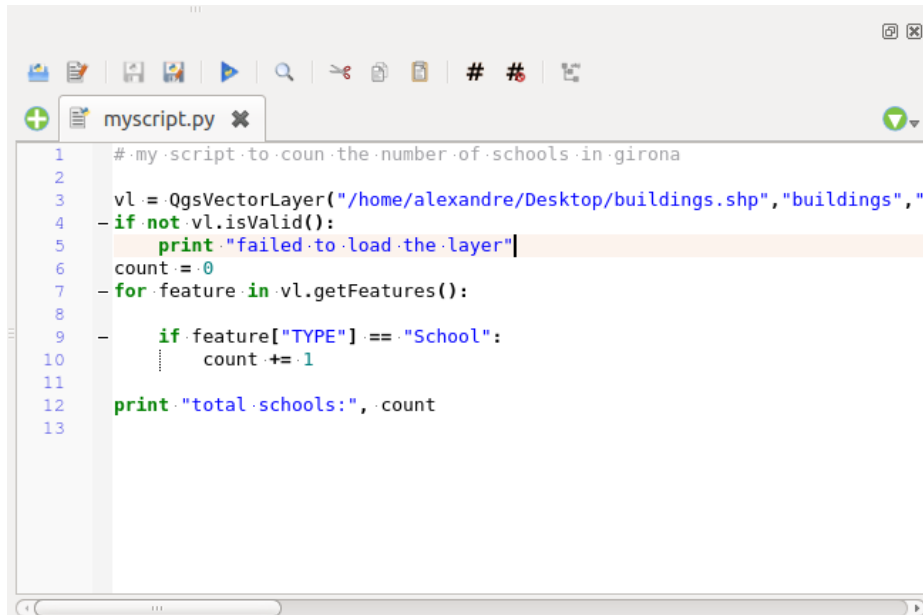 myscript.py
1 # my script to coun the number of schools in girona
2
3 vl = QgsVectorLayer("/home/alexandre/Desktop/buildings.shp","buildings","
4 if not vl.isValid():
5     print "failed to load the layer"
6 count = 0
7 for feature in vl.getFeatures():
8
9     if feature["TYPE"] == "School":
10         count += 1
11
12 print "total schools:", count
13